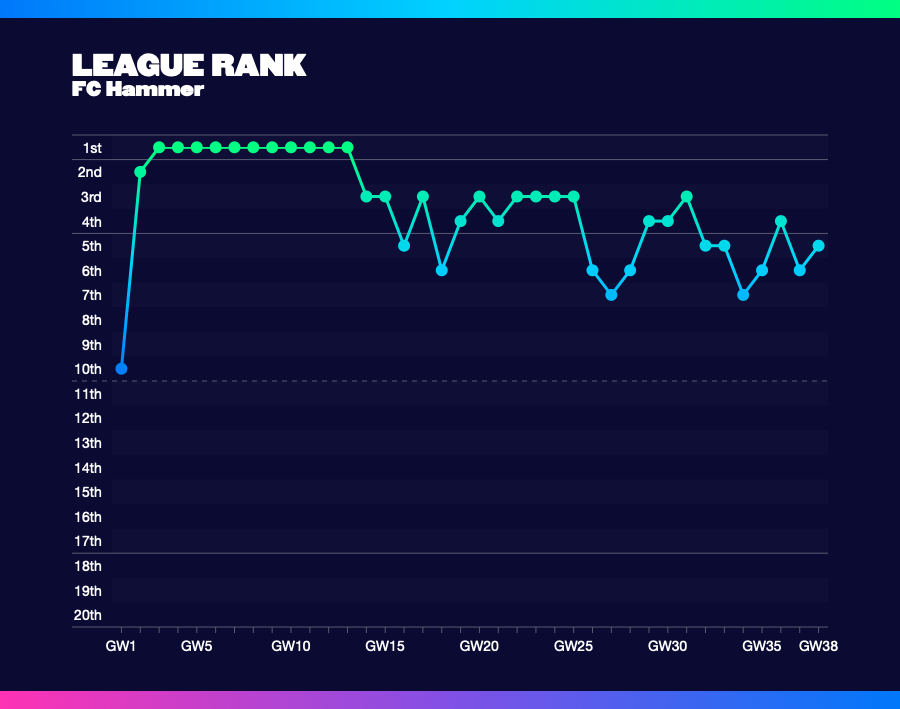 LEAGUE RANK
FC Hammer
1st
2nd
3rd
4th
5th
6th
7th
8th
9th
10th
11th
12th
13th
14th
15th
16th
17th
18th
19th
20th
GW1 GW5 GW10 GW15 GW20 GW25 GW30 GW35 GW38